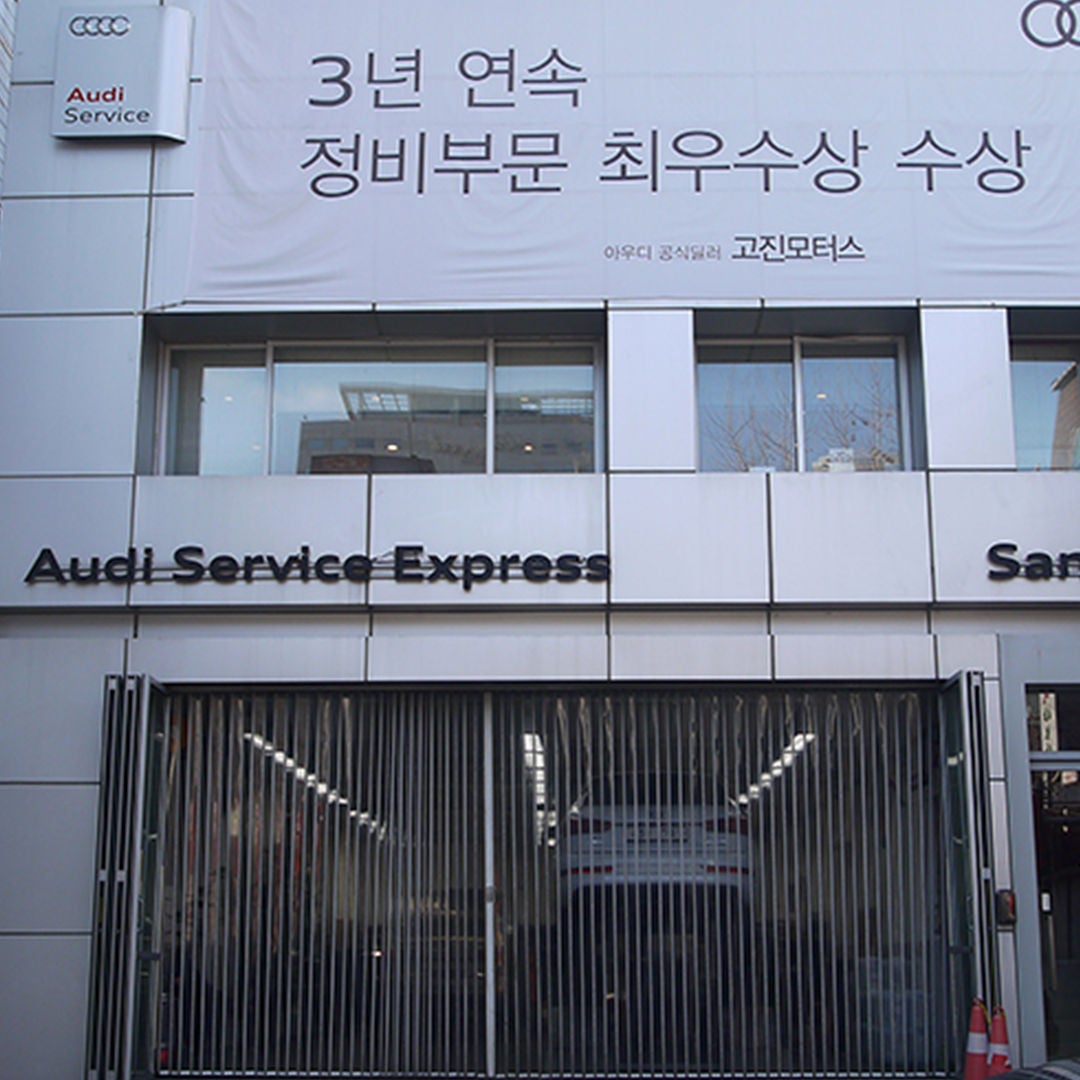 Audi
Service
3년 연속
정비부문 최우수상 수상
아우디 공식딜러 고진모터스
Audi Service Express
San